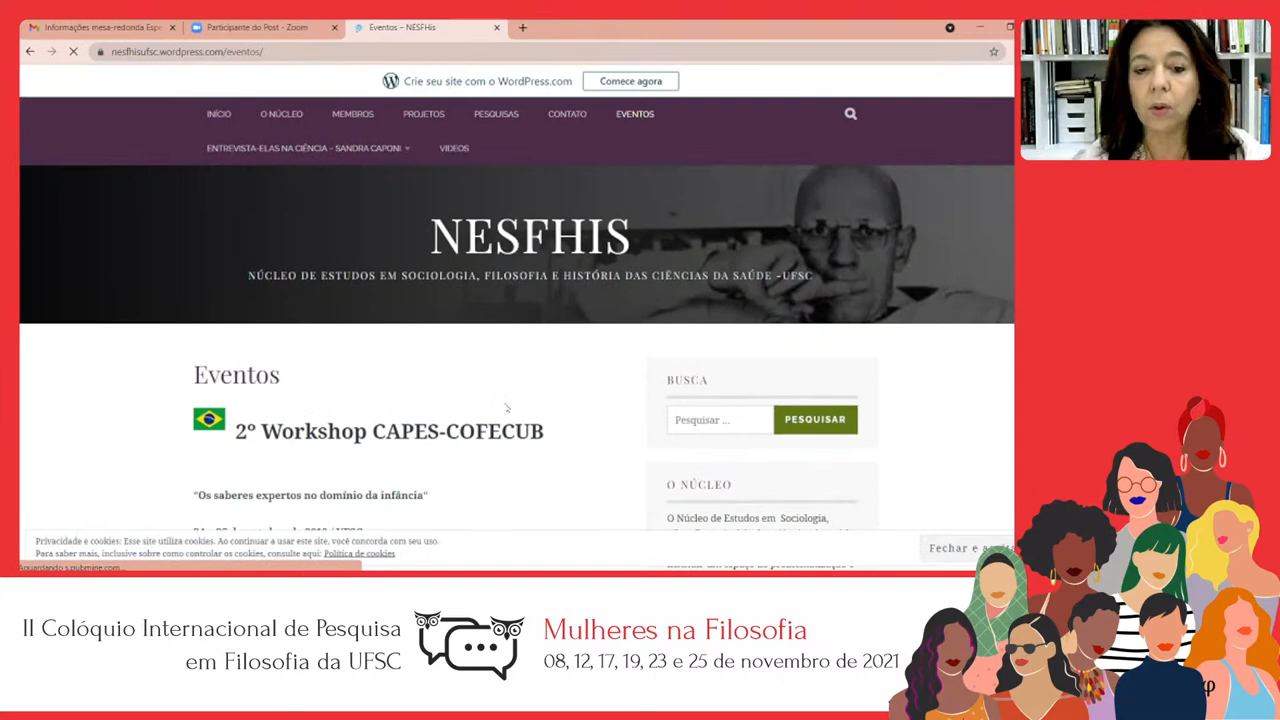 Informações mesa-redonda Espe
Participante do Post - Zoom
Eventos – NESFHis
nesfhisufsc.wordpress.com/eventos/
Crie seu site com o WordPress.com
Comece agora
INÍCIO
O NÚCLEO
MEMBROS
PROJETOS
PESQUISAS
CONTATO
EVENTOS
ENTREVISTA-ELAS NA CIÊNCIA – SANDRA CAPONI
VIDEOS
NESFHIS
NÚCLEO DE ESTUDOS EM SOCIOLOGIA, FILOSOFIA E HISTÓRIA DAS CIÊNCIAS DA SAÚDE -UFSC
Eventos
2º Workshop CAPES-COFECUB
"Os saberes expertos no domínio da infância"
BUSCA
Pesquisar ...
PESQUISAR
O NÚCLEO
O Núcleo de Estudos em Sociologia,
Privacidade e cookies: Esse site utiliza cookies. Ao continuar a usar este site, você concorda com seu uso.
Para saber mais, inclusive sobre como controlar os cookies, consulte aqui: Política de cookies
Fechar e
Aguardando s.pubmine.com...
II Colóquio Internacional de Pesquisa
em Filosofia da UFSC
Mulheres na Filosofia
08, 12, 17, 19, 23 e 25 de novembro de 2021
φ